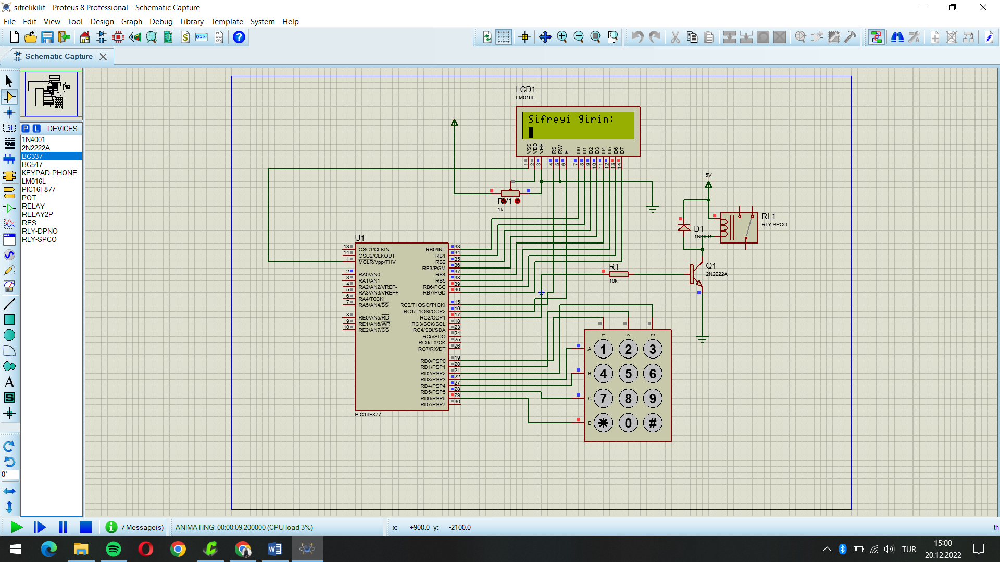 sifrelikilit - Proteus 8 Professional - Schematic Capture
File Edit View Tool Design Graph Debug Library Template System Help
Schematic Capture
LBL
P L DEVICES
1N4001
2N2222A
BC337
BC547
KEYPAD-PHONE
LM016L
PIC16F877
POT
RELAY
RELAY2P
RES
RLY-DPNO
RLY-SPCO
A
S
0°
LCD1
LM016L
Sifreyi girin:
VSS VDD VEE RS RW E D0 D1 D2 D3 D4 D5 D6 D7
1 2 3 4 5 6 7 8 9 10 11 12 13 14
RV1
1k
+5V
RL1
RLY-SPCO
D1
1N4001
Q1
2N2222A
R1
10k
U1
13 OSC1/CLKIN RB0/INT 33
14 OSC2/CLKOUT RB1 34
1 MCLR/Vpp/THV RB2 35
RB3/PGM 36
2 RA0/AN0 RB4 37
3 RA1/AN1 RB5 38
4 RA2/AN2/VREF- RB6/PGC 39
5 RA3/AN3/VREF+ RB7/PGD 40
6 RA4/T0CKI
7 RA5/AN4/SS RC0/T1OSO/T1CKI 15
RC1/T1OSI/CCP2 16
8 RE0/AN5/RD RC2/CCP1 17
9 RE1/AN6/WR RC3/SCK/SCL 18
10 RE2/AN7/CS RC4/SDI/SDA 23
RC5/SDO 24
RC6/TX/CK 25
RC7/RX/DT 26
RD0/PSP0 19
RD1/PSP1 20
RD2/PSP2 21
RD3/PSP3 22
RD4/PSP4 27
RD5/PSP5 28
RD6/PSP6 29
RD7/PSP7 30
PIC16F877
1 2 3
A 1 2 3
B 4 5 6
C 7 8 9
D * 0 #
7 Message(s) ANIMATING: 00:00:09.200000 (CPU load 3%) x: +900.0 y: -2100.0 th
TUR
15:00
20.12.2022